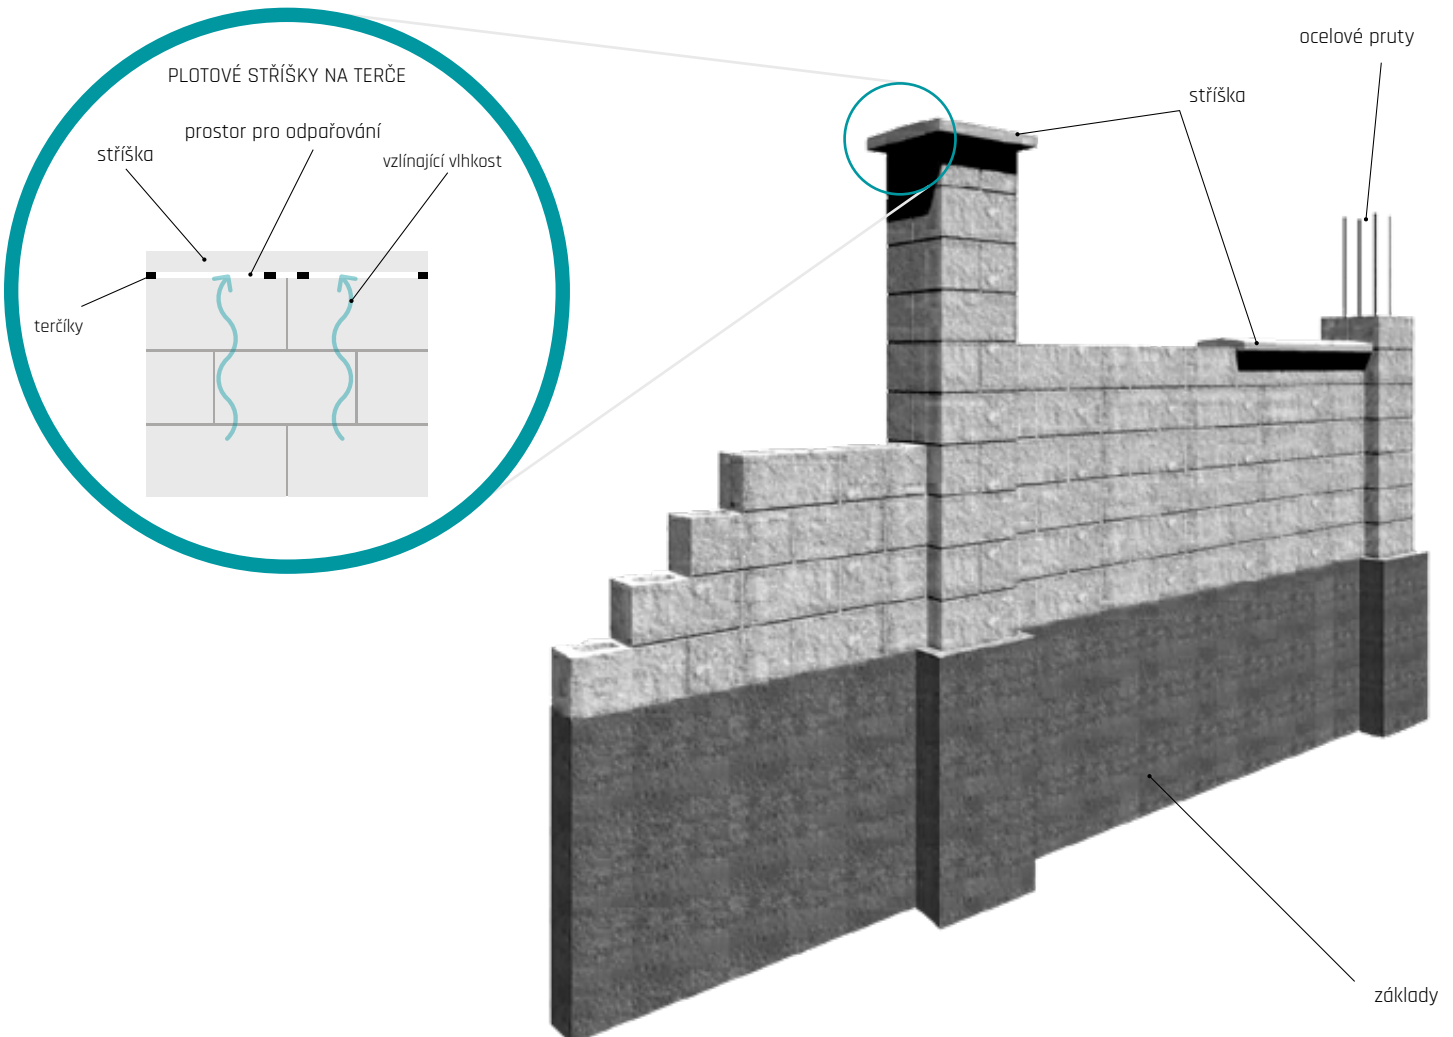 PLOTOVÉ STŘÍŠKY NA TERČE
prostor pro odpařování
stříška
vzlínající vlhkost
terčíky
ocelové pruty
stříška
základy